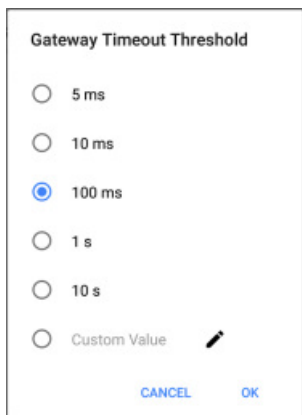 Gateway Timeout Threshold
5 ms
10 ms
100 ms
1 s
10 s
Custom Value
CANCEL OK